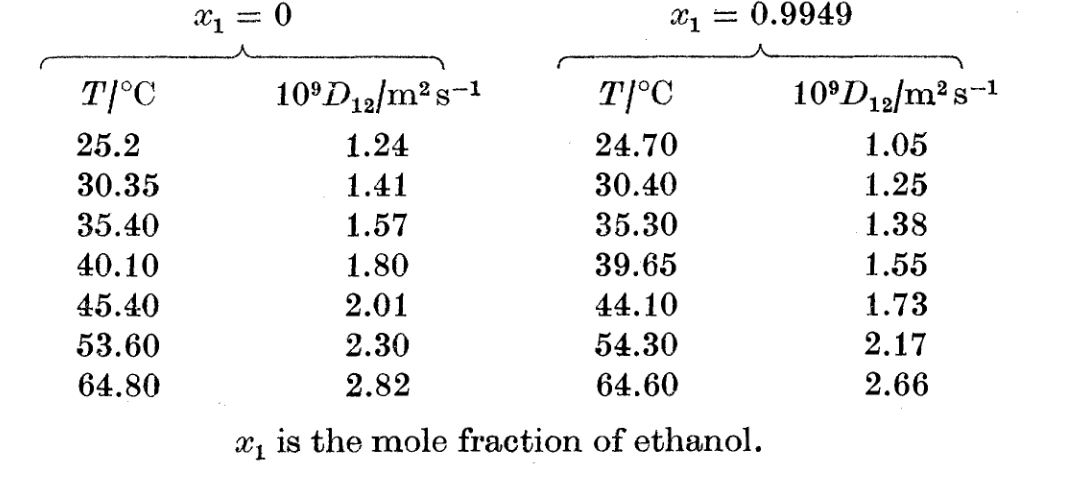 x₁ = 0 x₁ = 0.9949
T/°C 10⁹D₁₂/m² s⁻¹ T/°C 10⁹D₁₂/m² s⁻¹
25.2 1.24 24.70 1.05
30.35 1.41 30.40 1.25
35.40 1.57 35.30 1.38
40.10 1.80 39.65 1.55
45.40 2.01 44.10 1.73
53.60 2.30 54.30 2.17
64.80 2.82 64.60 2.66
x₁ is the mole fraction of ethanol.